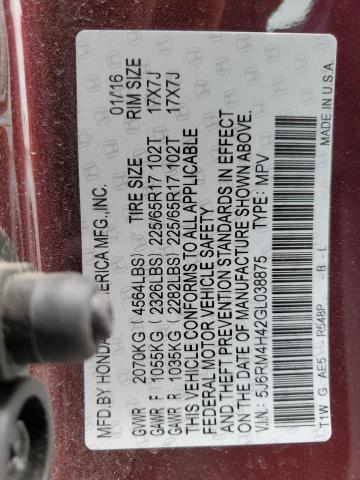 MFD.BY HONDA AMERICA MFG.,INC. 01/16
TIRE SIZE RIM SIZE
GVWR 2070KG ( 4564LBS)
GAWR F 1055KG ( 2326LBS) 225/65R17 102T 17X7J
GAWR R 1035KG ( 2282LBS) 225/65R17 102T 17X7J
THIS VEHICLE CONFORMS TO ALL APPLICABLE
FEDERAL MOTOR VEHICLE SAFETY
AND THEFT PREVENTION STANDARDS IN EFFECT
ON THE DATE OF MANUFACTURE SHOWN ABOVE.
V.I.N: 5J6RM4H42GL038875 TYPE: MPV
T1W G R548P -B - L MADE IN U.S.A.